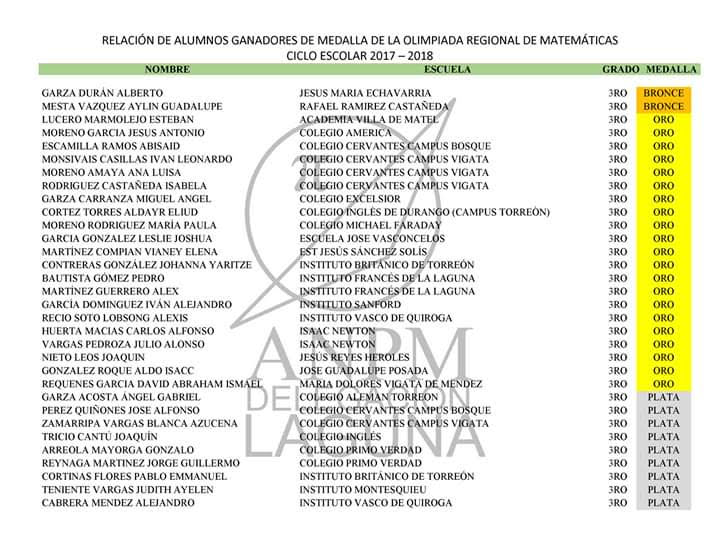 RELACIÓN DE ALUMNOS GANADORES DE MEDALLA DE LA OLIMPIADA REGIONAL DE MATEMÁTICAS
CICLO ESCOLAR 2017 – 2018
NOMBRE ESCUELA GRADO MEDALLA
GARZA DURÁN ALBERTO JESUS MARIA ECHAVARRIA 3RO BRONCE
MESTA VAZQUEZ AYLIN GUADALUPE RAFAEL RAMIREZ CASTAÑEDA 3RO BRONCE
LUCERO MARMOLEJO ESTEBAN ACADEMIA VILLA DE MATEL 3RO ORO
MORENO GARCIA JESUS ANTONIO COLEGIO AMERICA 3RO ORO
ESCAMILLA RAMOS ABISAID COLEGIO CERVANTES CAMPUS BOSQUE 3RO ORO
MONSIVAIS CASILLAS IVAN LEONARDO COLEGIO CERVANTES CAMPUS VIGATA 3RO ORO
MORENO AMAYA ANA LUISA COLEGIO CERVANTES CAMPUS VIGATA 3RO ORO
RODRIGUEZ CASTAÑEDA ISABELA COLEGIO CERVANTES CAMPUS VIGATA 3RO ORO
GARZA CARRANZA MIGUEL ANGEL COLEGIO EXCELSIOR 3RO ORO
CORTEZ TORRES ALDAYR ELIUD COLEGIO INGLÉS DE DURANGO (CAMPUS TORREÓN) 3RO ORO
MORENO RODRIGUEZ MARÍA PAULA COLEGIO MICHAEL FARADAY 3RO ORO
GARCIA GONZALEZ LESLIE JOSHUA ESCUELA JOSE VASCONCELOS 3RO ORO
MARTÍNEZ COMPIAN VIANEY ELENA EST JESÚS SÁNCHEZ SOLÍS 3RO ORO
CONTRERAS GONZÁLEZ JOHANNA YARITZE INSTITUTO BRITÁNICO DE TORREÓN 3RO ORO
BAUTISTA GÓMEZ PEDRO INSTITUTO FRANCÉS DE LA LAGUNA 3RO ORO
MARTÍNEZ GUERRERO ALEX INSTITUTO FRANCÉS DE LA LAGUNA 3RO ORO
GARCÍA DOMINGUEZ IVÁN ALEJANDRO INSTITUTO SANFORD 3RO ORO
RECIO SOTO LOBSONG ALEXIS INSTITUTO VASCO DE QUIROGA 3RO ORO
HUERTA MACIAS CARLOS ALFONSO ISAAC NEWTON 3RO ORO
VARGAS PEDROZA JULIO ALONSO ISAAC NEWTON 3RO ORO
NIETO LEOS JOAQUIN JESÚS REYES HEROLES 3RO ORO
GONZALEZ ROQUE ALDO ISACC JOSE GUADALUPE POSADA 3RO ORO
REQUENES GARCIA DAVID ABRAHAM ISMAEL MARIA DOLORES VIGATÁ DE MENDEZ 3RO ORO
GARZA ACOSTA ÁNGEL GABRIEL COLEGIO ALEMÁN TORREÓN 3RO PLATA
PEREZ QUIÑONES JOSE ALFONSO COLEGIO CERVANTES CAMPUS BOSQUE 3RO PLATA
ZAMARRIPA VARGAS BLANCA AZUCENA COLEGIO CERVANTES CAMPUS VIGATA 3RO PLATA
TRICIO CANTÚ JOAQUÍN COLEGIO INGLÉS 3RO PLATA
ARREOLA MAYORGA GONZALO COLEGIO PRIMO VERDAD 3RO PLATA
REYNAGA MARTINEZ JORGE GUILLERMO COLEGIO PRIMO VERDAD 3RO PLATA
CORTINAS FLORES PABLO EMMANUEL INSTITUTO BRITÁNICO DE TORREÓN 3RO PLATA
TENIENTE VARGAS JUDITH AYELEN INSTITUTO MONTESQUIEU 3RO PLATA
CABRERA MENDEZ ALEJANDRO INSTITUTO VASCO DE QUIROGA 3RO PLATA
ANPM
DELEGACIÓN
LAGUNA